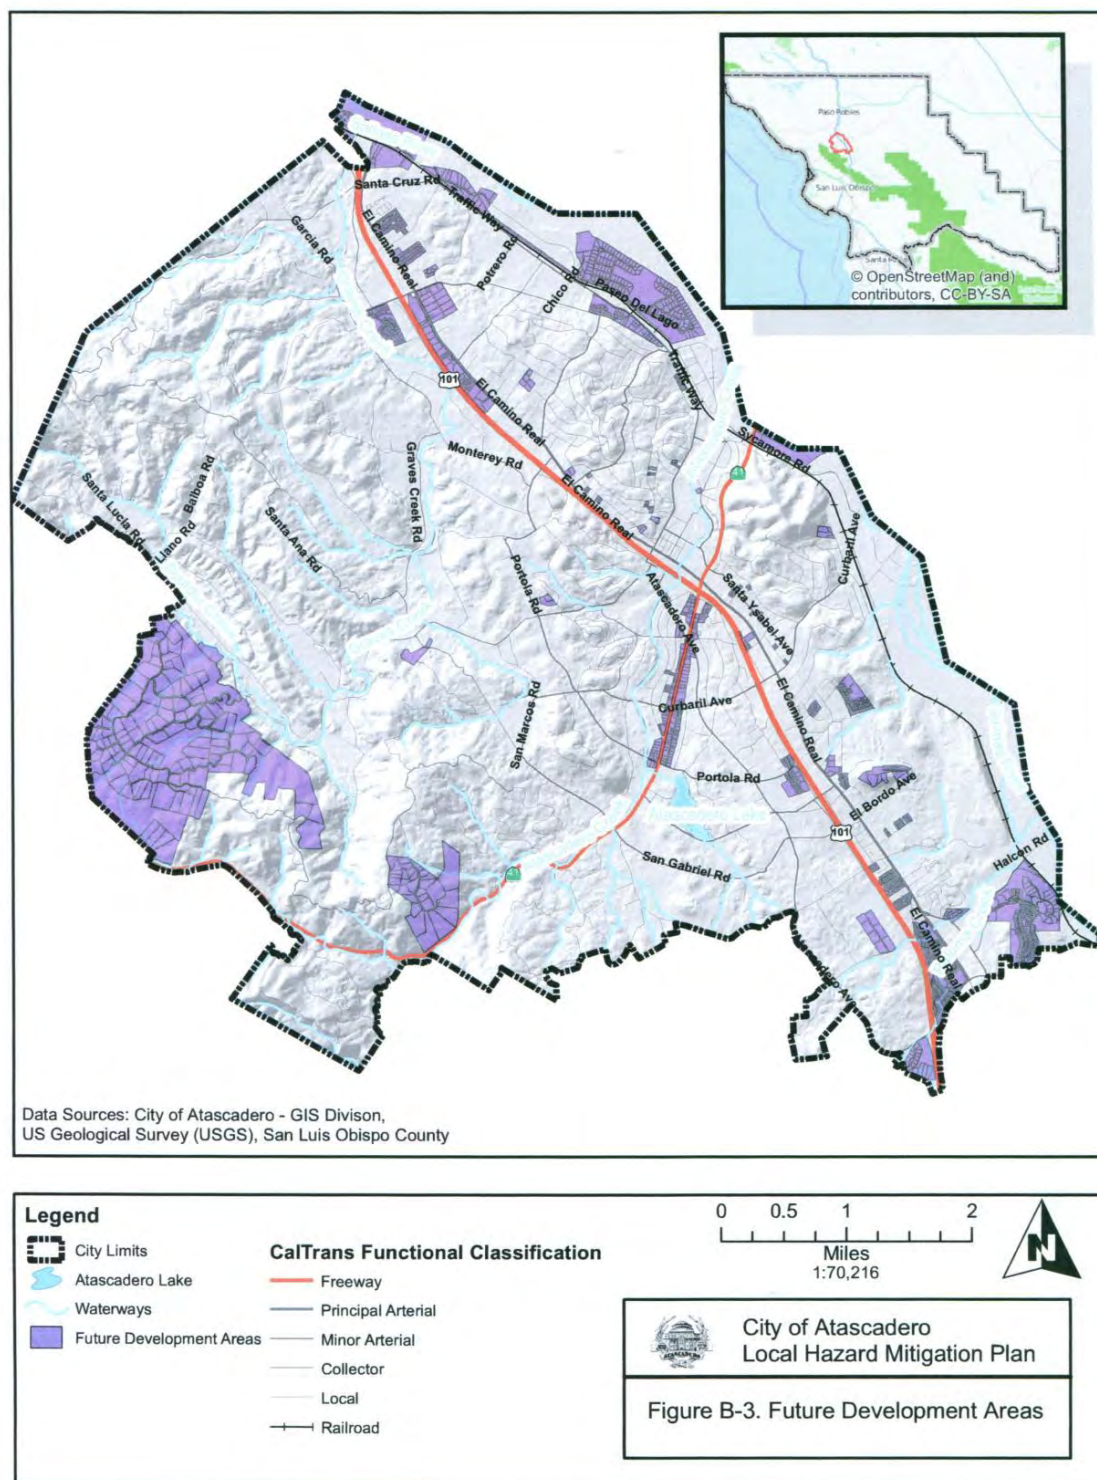 Paso Robles
San Luis Obispo
© OpenStreetMap (and)
contributors, CC-BY-SA
Santa Cruz Rd
Traffic Way
El Camino Real
Garcia Rd
Potrero Rd
Chico Rd
Paseo Del Lago
Traffic Way
101
El Camino Real
Monterey Rd
Graves Creek Rd
Sycamore Rd
41
El Camino Real
Balboa Rd
Santa Lucia Rd
Llano Rd
Santa Ana Rd
Curbaril Ave
Portola Rd
Atascadero Ave
Santa Ysabel Ave
San Marcos Rd
Curbaril Ave
El Camino Real
Portola Rd
El Bordo Ave
Atascadero Lake
101
San Gabriel Rd
Halcon Rd
41
El Camino Real
dero Ave
Data Sources: City of Atascadero - GIS Divison,
US Geological Survey (USGS), San Luis Obispo County
Legend
City Limits
Atascadero Lake
Waterways
Future Development Areas
CalTrans Functional Classification
Freeway
Principal Arterial
Minor Arterial
Collector
Local
Railroad
0 0.5 1 2
Miles
1:70,216
N
City of Atascadero
Local Hazard Mitigation Plan
Figure B-3. Future Development Areas